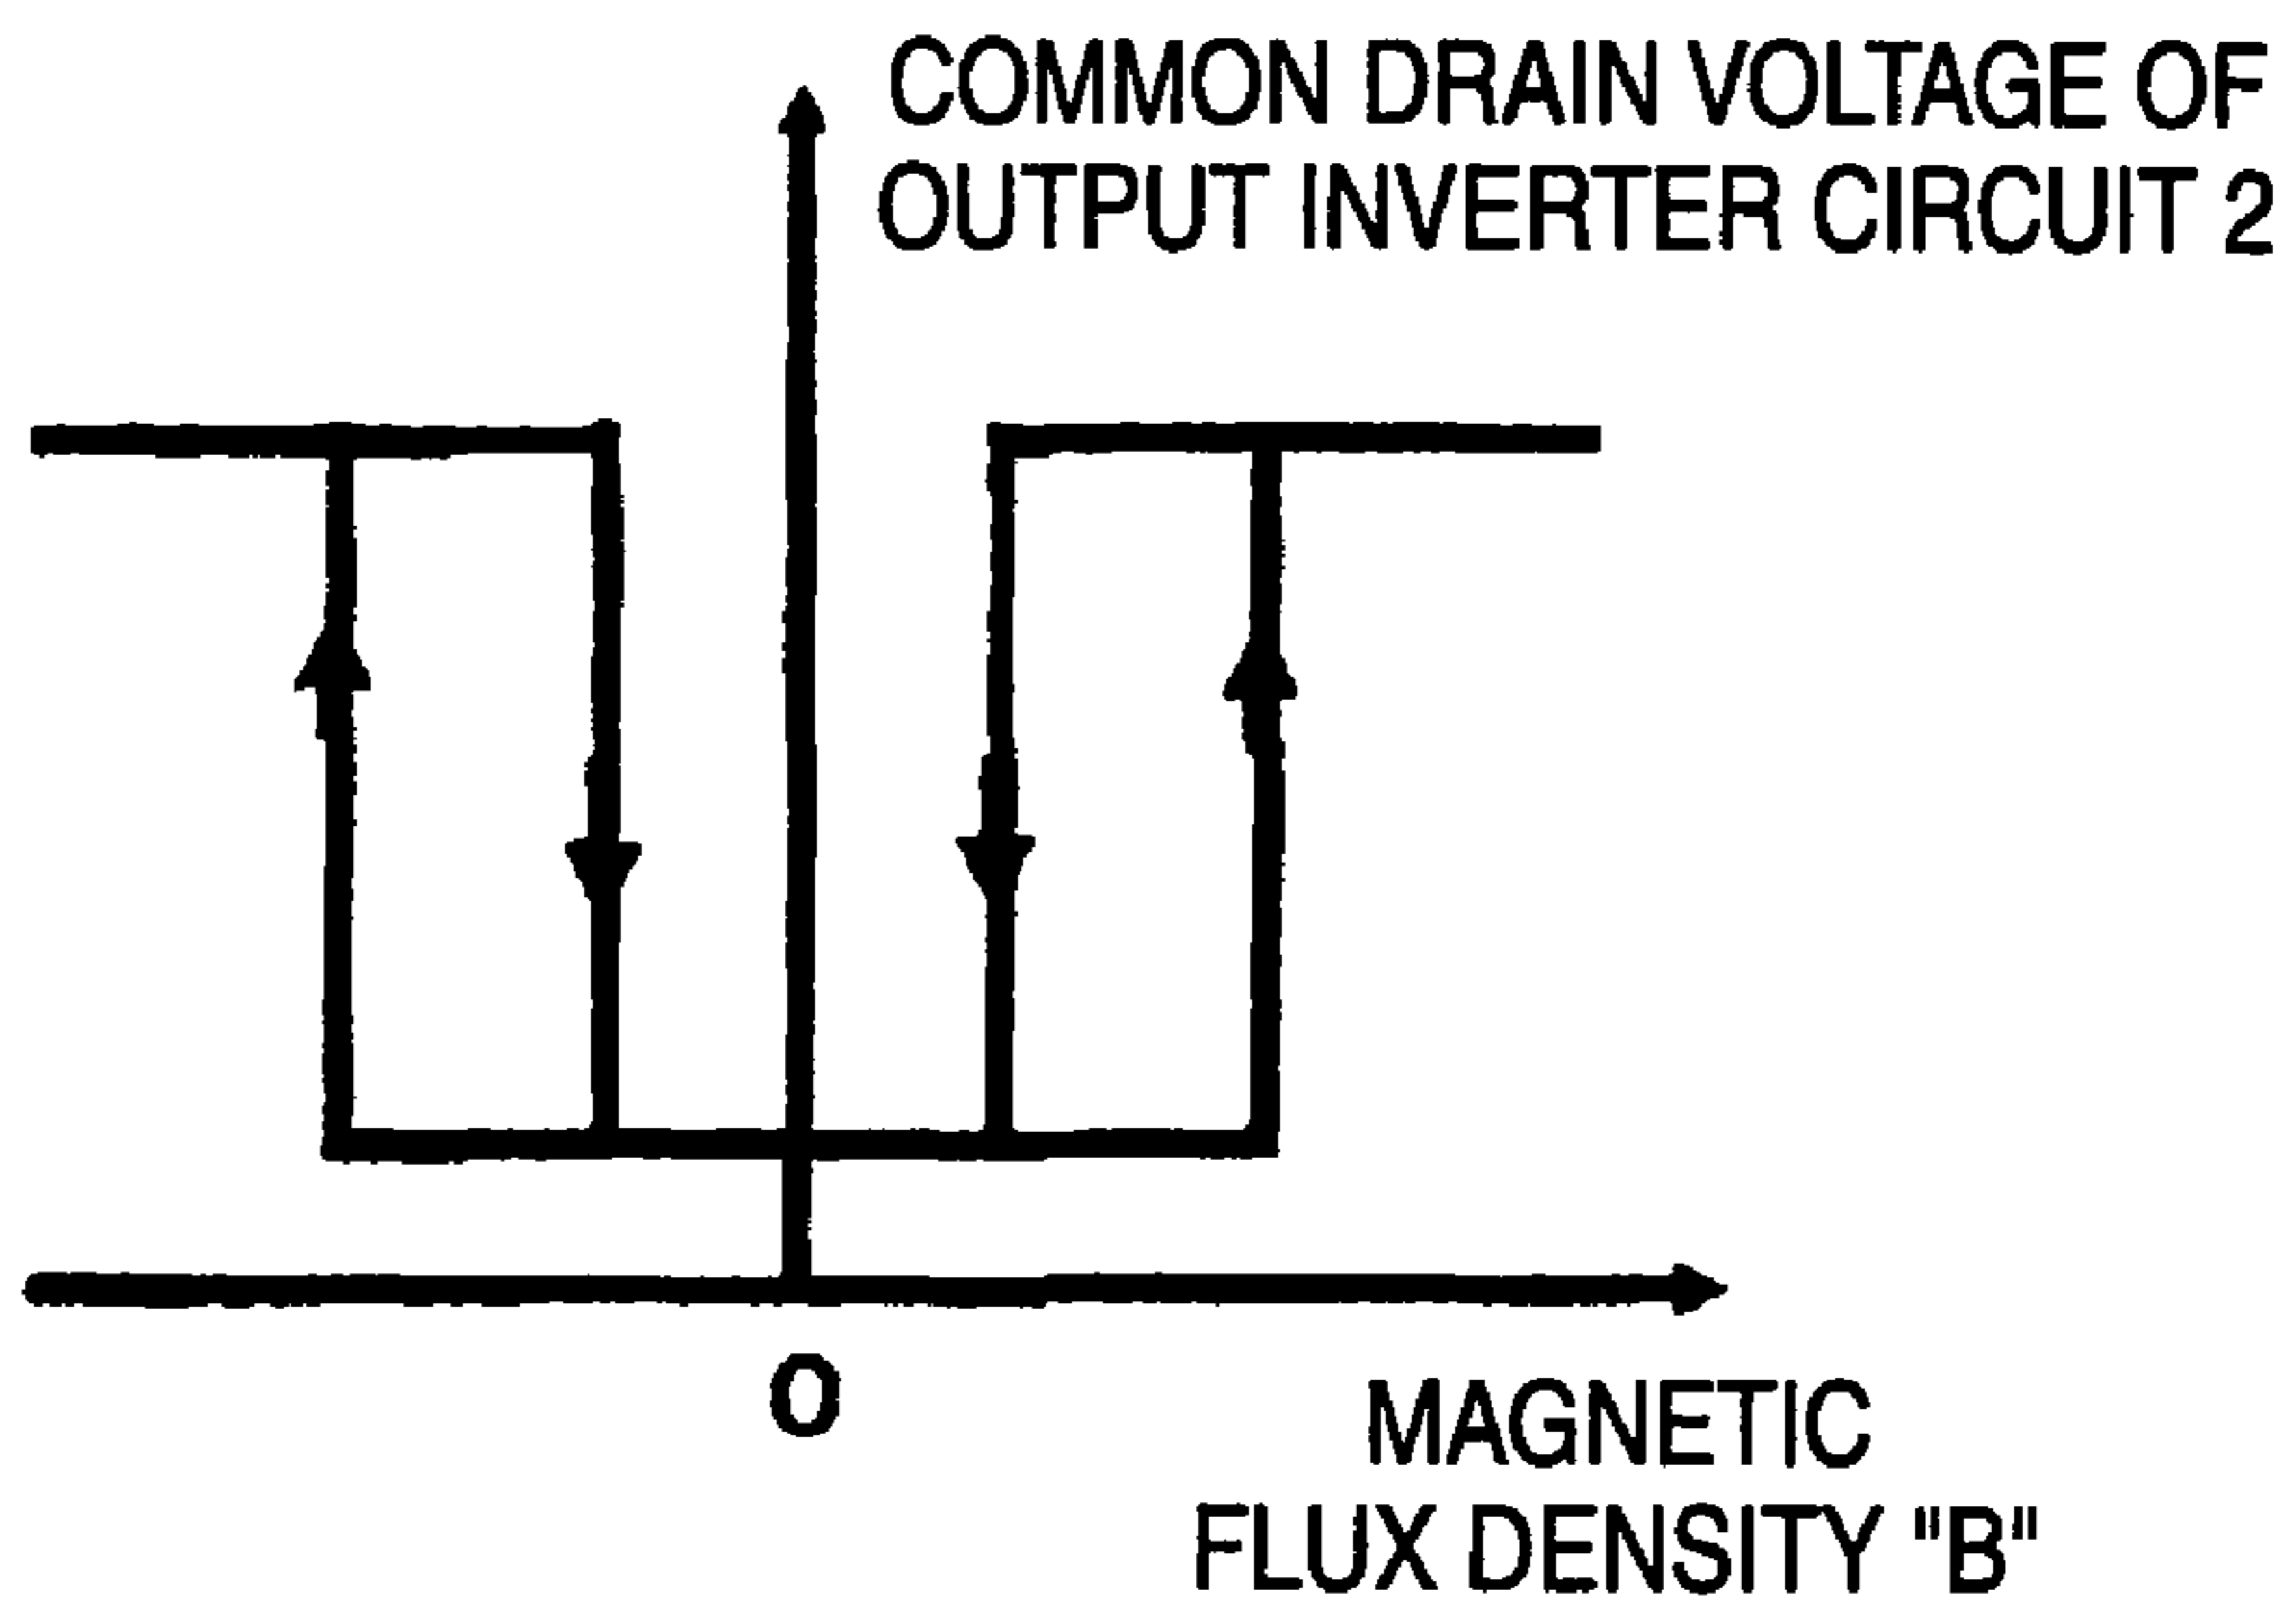 COMMON DRAIN VOLTAGE OF
OUTPUT INVERTER CIRCUIT 2
0
MAGNETIC
FLUX DENSITY "B"